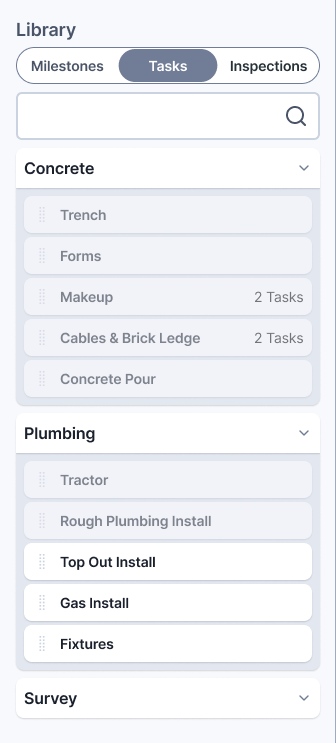 Library
Milestones Tasks Inspections
Concrete
Trench
Forms
Makeup 2 Tasks
Cables & Brick Ledge 2 Tasks
Concrete Pour
Plumbing
Tractor
Rough Plumbing Install
Top Out Install
Gas Install
Fixtures
Survey